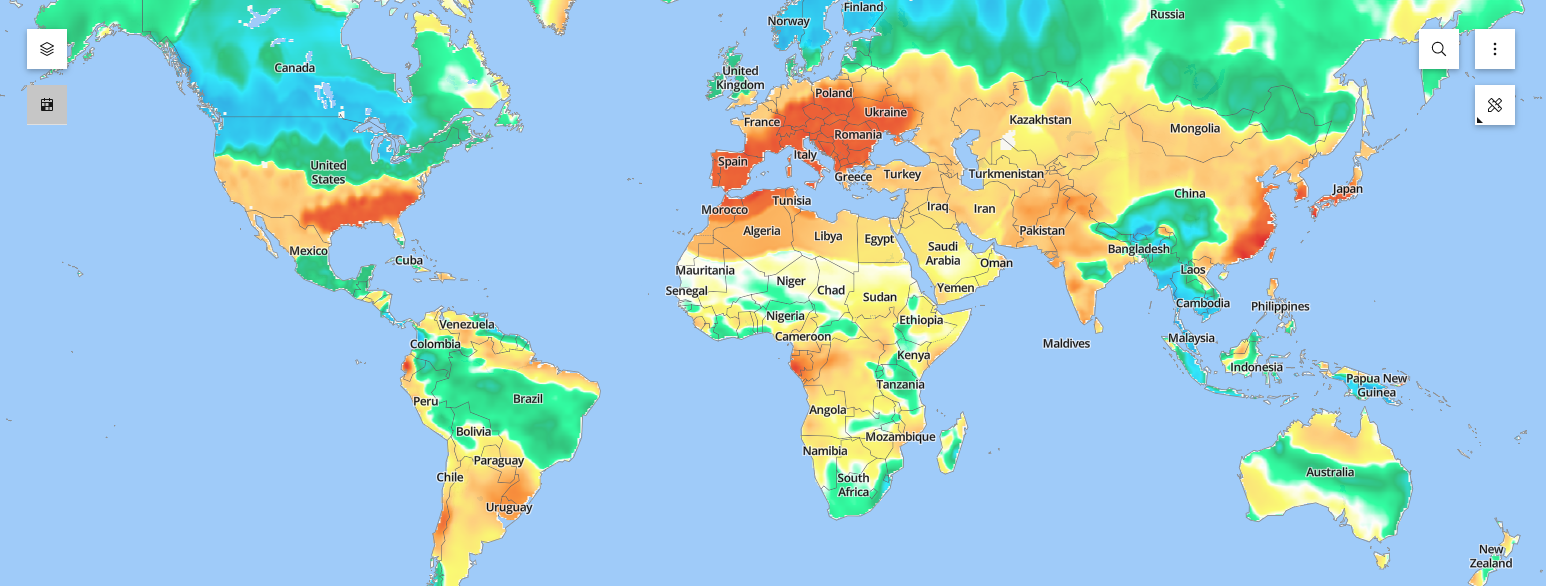 Finland
Norway
Russia
Canada
United
Kingdom
Poland
Ukraine
France
Kazakhstan
Mongolia
Romania
Italy
Spain
United
States
Greece
Turkey
Turkmenistan
China
Japan
Tunisia
Morocco
Iraq
Iran
Algeria
Libya
Egypt
Pakistan
Mexico
Saudi
Arabia
Bangladesh
Cuba
Oman
Mauritania
Laos
Niger
Senegal
Chad
Sudan
Yemen
Cambodia
Philippines
Nigeria
Ethiopia
Venezuela
Cameroon
Colombia
Maldives
Malaysia
Kenya
Indonesia
Papua New
Guinea
Tanzania
Peru
Brazil
Angola
Bolivia
Mozambique
Namibia
Paraguay
Australia
Chile
South
Africa
Uruguay
New
Zealand